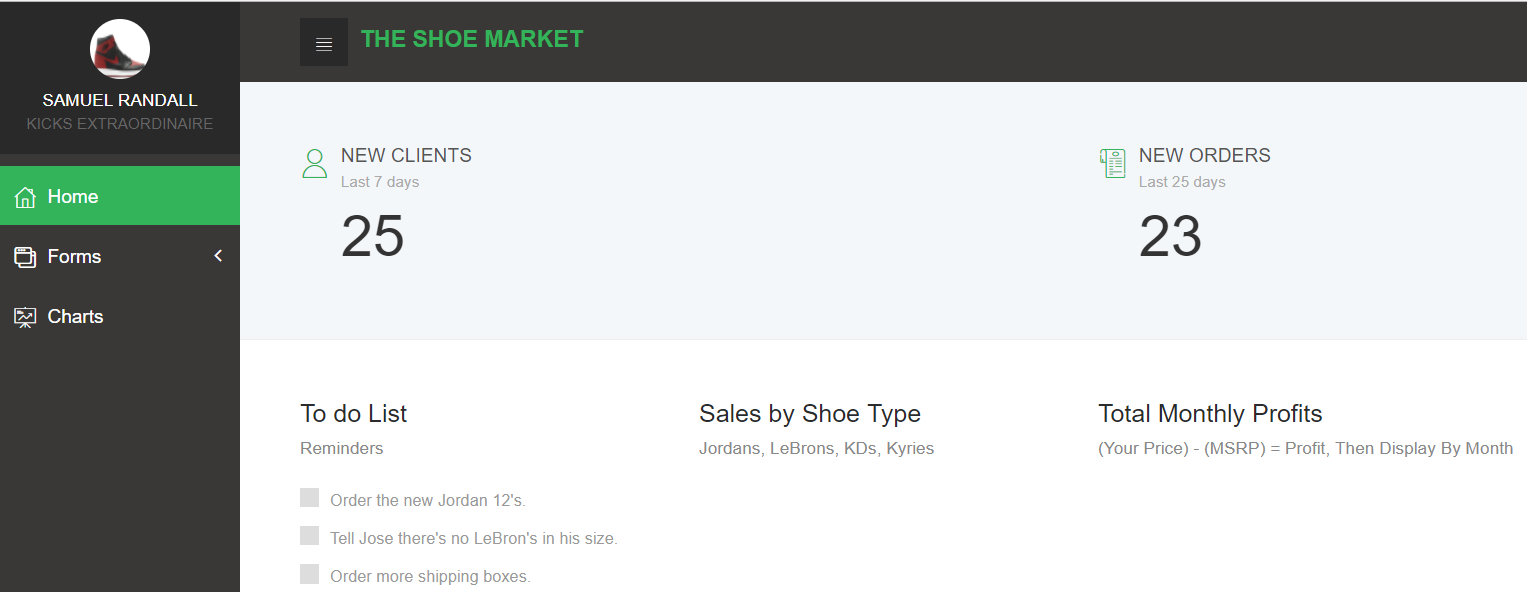 SAMUEL RANDALL
KICKS EXTRAORDINAIRE
Home
Forms
Charts
THE SHOE MARKET
NEW CLIENTS
Last 7 days
25
NEW ORDERS
Last 25 days
23
To do List
Reminders
Order the new Jordan 12's.
Tell Jose there's no LeBron's in his size.
Order more shipping boxes.
Sales by Shoe Type
Jordans, LeBrons, KDs, Kyries
Total Monthly Profits
(Your Price) - (MSRP) = Profit, Then Display By Month